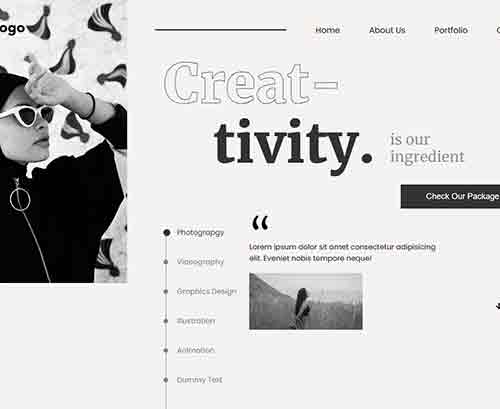 ogo
Home About Us Portfolio
Creat-
tivity.
is our
ingredient
Check Our Package
“
Photograpgy
Lorem ipsum dolor sit amet consectetur adipisicing
elit. Eveniet nobis tempore neque!
Videography
Graphics Design
Illustration
Animation
Dummy Text